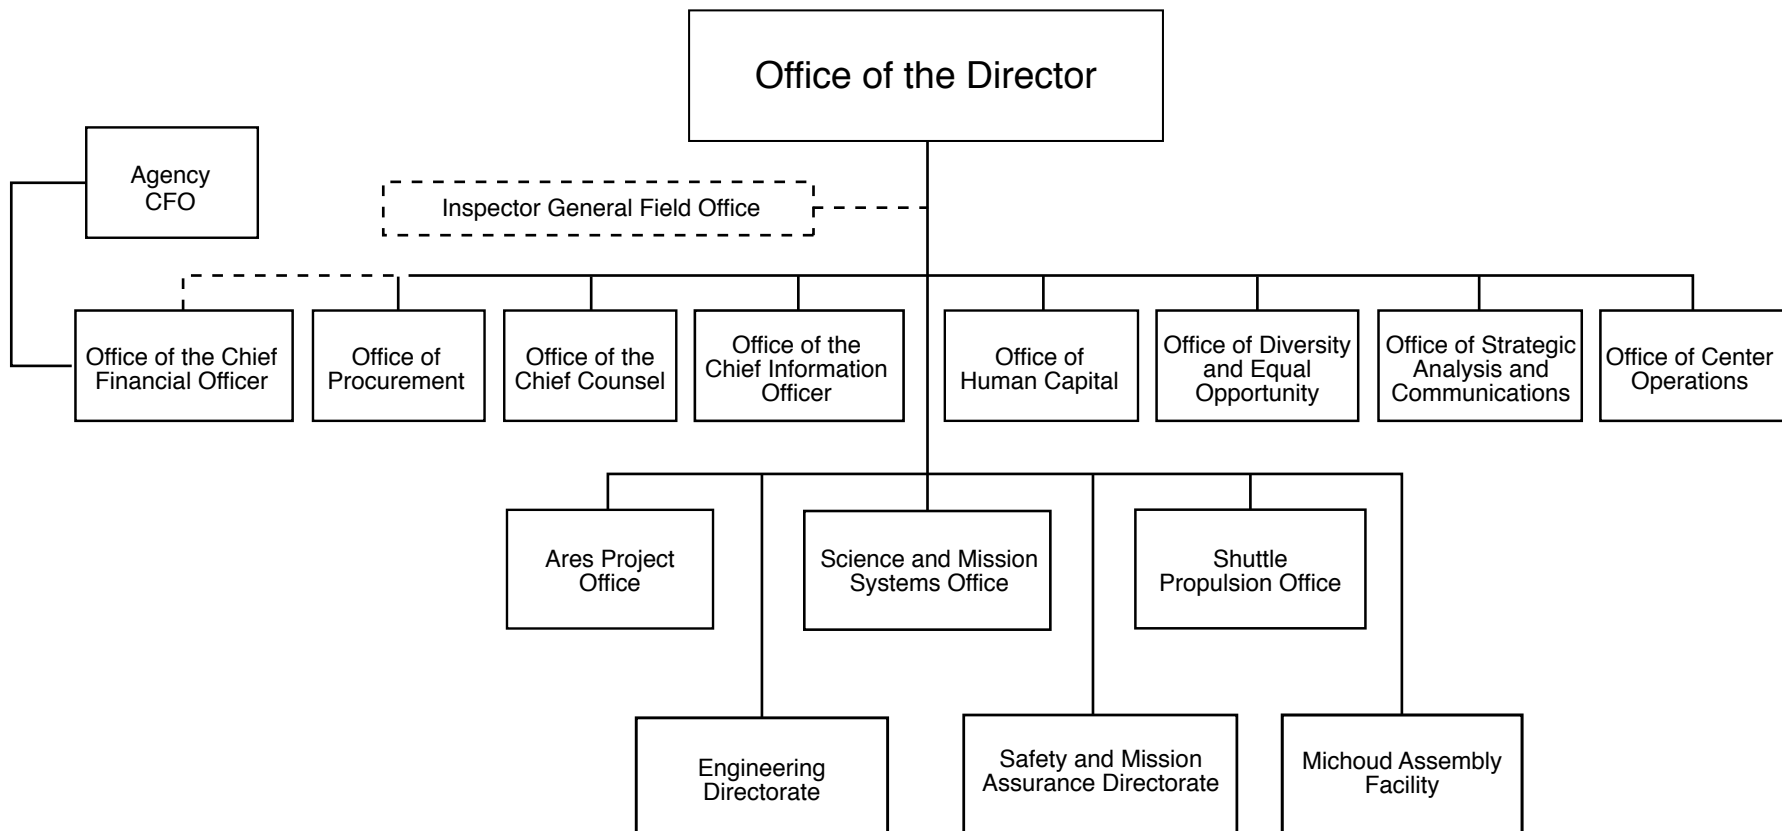 Office of the Director
Agency
CFO
Inspector General Field Office
Office of the Chief
Financial Officer
Office of
Procurement
Office of the
Chief Counsel
Office of the
Chief Information
Officer
Office of
Human Capital
Office of Diversity
and Equal
Opportunity
Office of Strategic
Analysis and
Communications
Office of Center
Operations
Ares Project
Office
Science and Mission
Systems Office
Shuttle
Propulsion Office
Engineering
Directorate
Safety and Mission
Assurance Directorate
Michoud Assembly
Facility